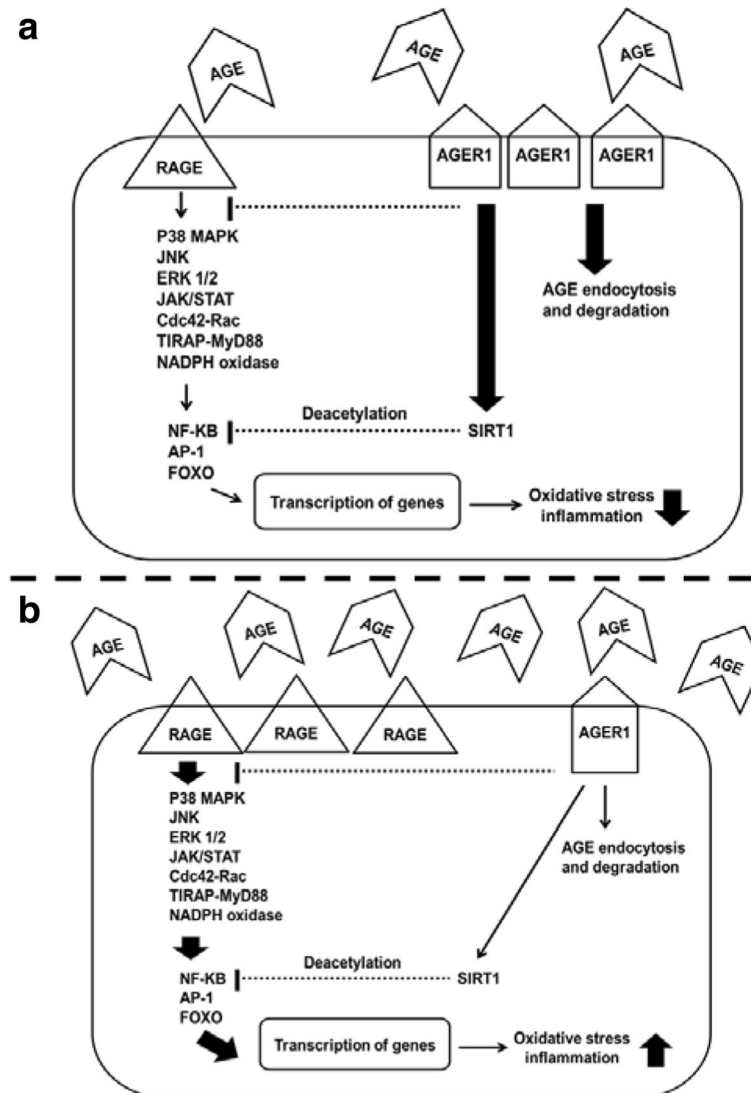 a
AGE
AGE
AGE
RAGE
AGER1
AGER1
AGER1
P38 MAPK
JNK
ERK 1/2
JAK/STAT
Cdc42-Rac
TIRAP-MyD88
NADPH oxidase
AGE endocytosis
and degradation
Deacetylation
NF-KB
AP-1
FOXO
SIRT1
Transcription of genes
Oxidative stress
inflammation
b
AGE
AGE
AGE
AGE
AGE
AGE
RAGE
RAGE
RAGE
AGER1
P38 MAPK
JNK
ERK 1/2
JAK/STAT
Cdc42-Rac
TIRAP-MyD88
NADPH oxidase
AGE endocytosis
and degradation
Deacetylation
NF-KB
AP-1
FOXO
SIRT1
Transcription of genes
Oxidative stress
inflammation